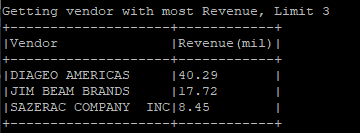 Getting vendor with most Revenue, Limit 3
+--------------------+------------+
|Vendor              |Revenue(mil)|
+--------------------+------------+
|DIAGEO AMERICAS     |40.29       |
|JIM BEAM BRANDS     |17.72       |
|SAZERAC COMPANY  INC|8.45        |
+--------------------+------------+